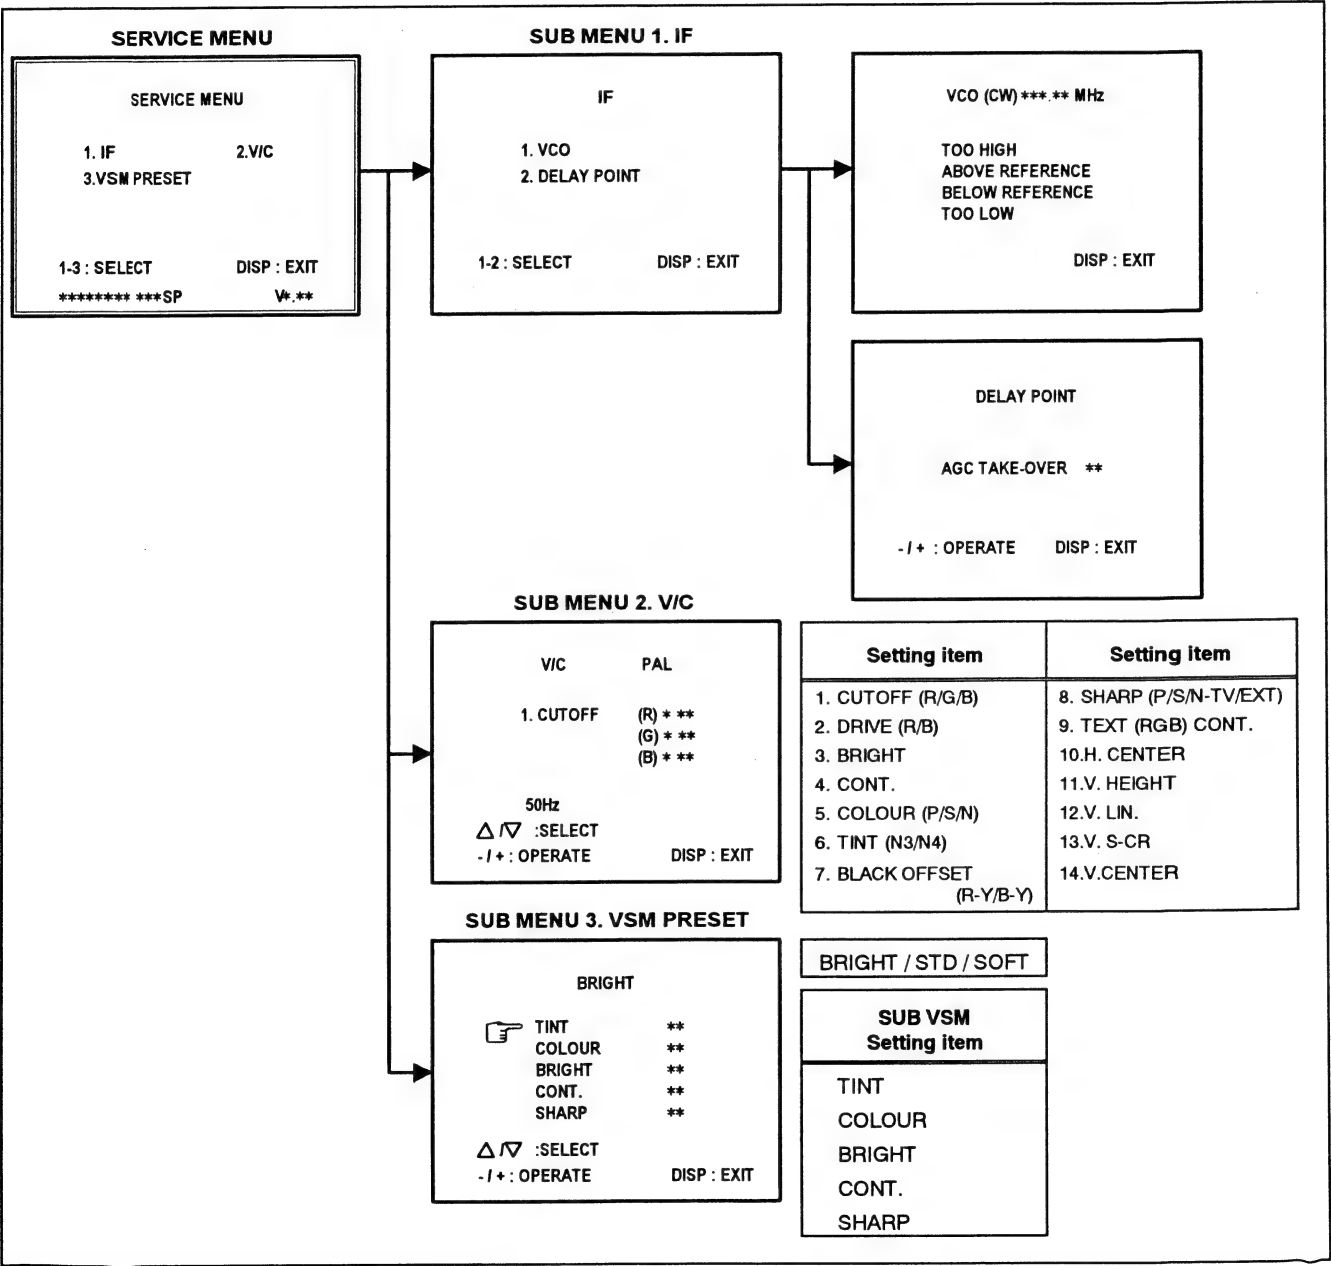 SERVICE MENU
SERVICE MENU
1. IF 2.V/C
3.VSM PRESET
1-3 : SELECT DISP : EXIT
******** ***SP V*.**
SUB MENU 1. IF
IF
1. VCO
2. DELAY POINT
1-2 : SELECT DISP : EXIT
VCO (CW) ***.** MHz
TOO HIGH
ABOVE REFERENCE
BELOW REFERENCE
TOO LOW
DISP : EXIT
DELAY POINT
AGC TAKE-OVER **
- / + : OPERATE DISP : EXIT
SUB MENU 2. V/C
V/C PAL
1. CUTOFF (R) * **
(G) * **
(B) * **
50Hz
△ /▽ :SELECT
- / + : OPERATE DISP : EXIT
Setting item
1. CUTOFF (R/G/B)
2. DRIVE (R/B)
3. BRIGHT
4. CONT.
5. COLOUR (P/S/N)
6. TINT (N3/N4)
7. BLACK OFFSET
(R-Y/B-Y)
Setting item
8. SHARP (P/S/N-TV/EXT)
9. TEXT (RGB) CONT.
10.H. CENTER
11.V. HEIGHT
12.V. LIN.
13.V. S-CR
14.V.CENTER
SUB MENU 3. VSM PRESET
BRIGHT
TINT **
COLOUR **
BRIGHT **
CONT. **
SHARP **
△ /▽ :SELECT
- / + : OPERATE DISP : EXIT
BRIGHT / STD / SOFT
SUB VSM
Setting item
TINT
COLOUR
BRIGHT
CONT.
SHARP